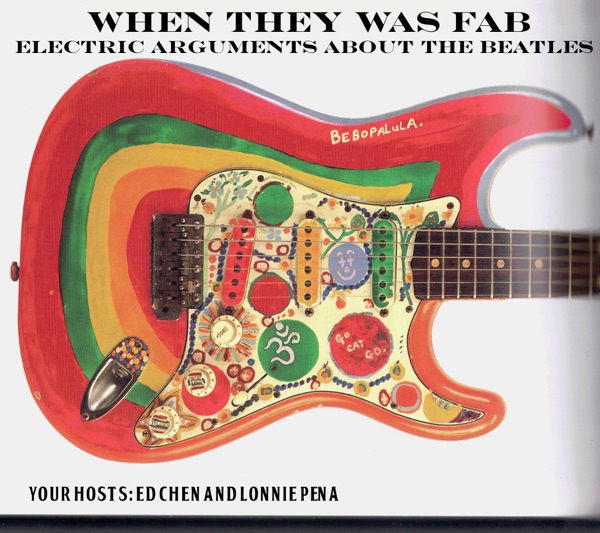 WHEN THEY WAS FAB
ELECTRIC ARGUMENTS ABOUT THE BEATLES
BEBOPALULA.
GO
CAT
GO.
ॐ
YOUR HOSTS: ED CHEN AND LONNIE PENA